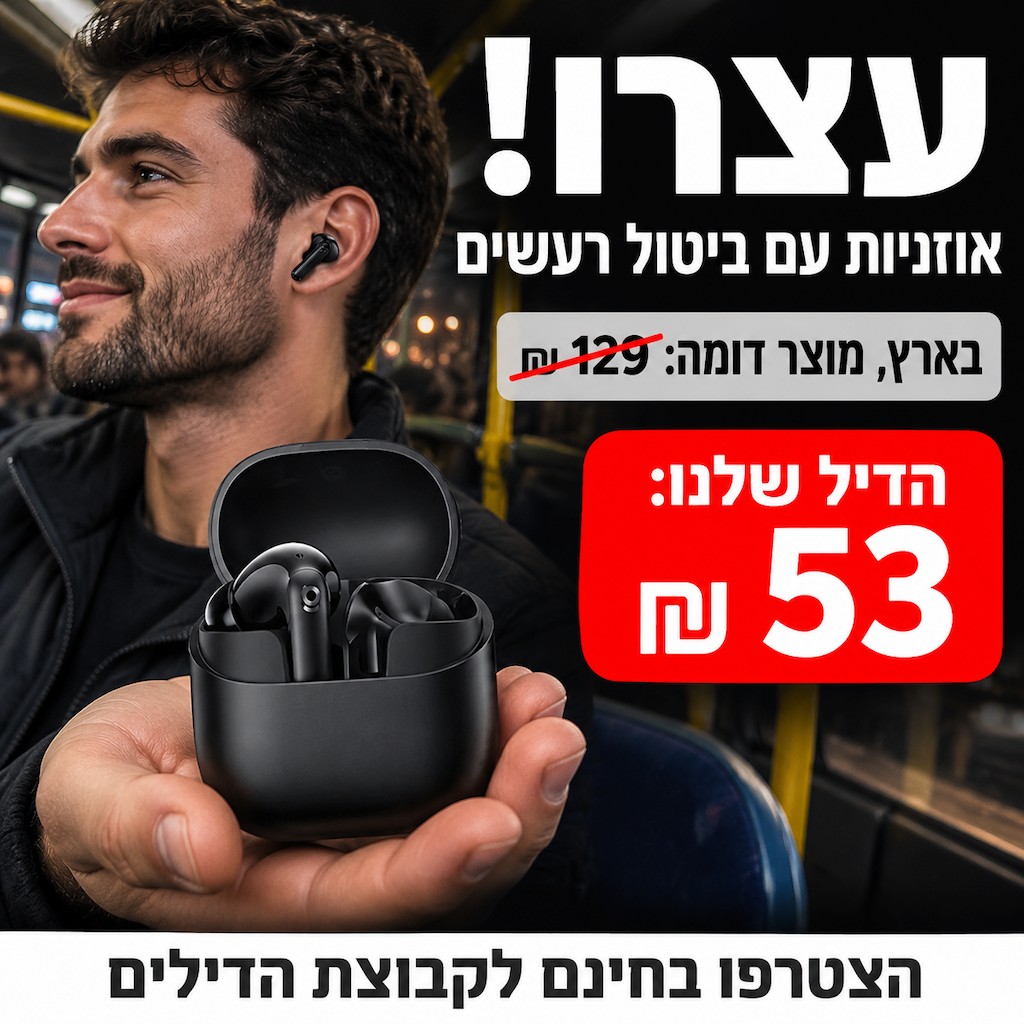 עצרו!
אוזניות עם ביטול רעשים
בארץ, מוצר דומה: 129 ₪
הדיל שלנו:
53 ₪
הצטרפו בחינם לקבוצת הדילים